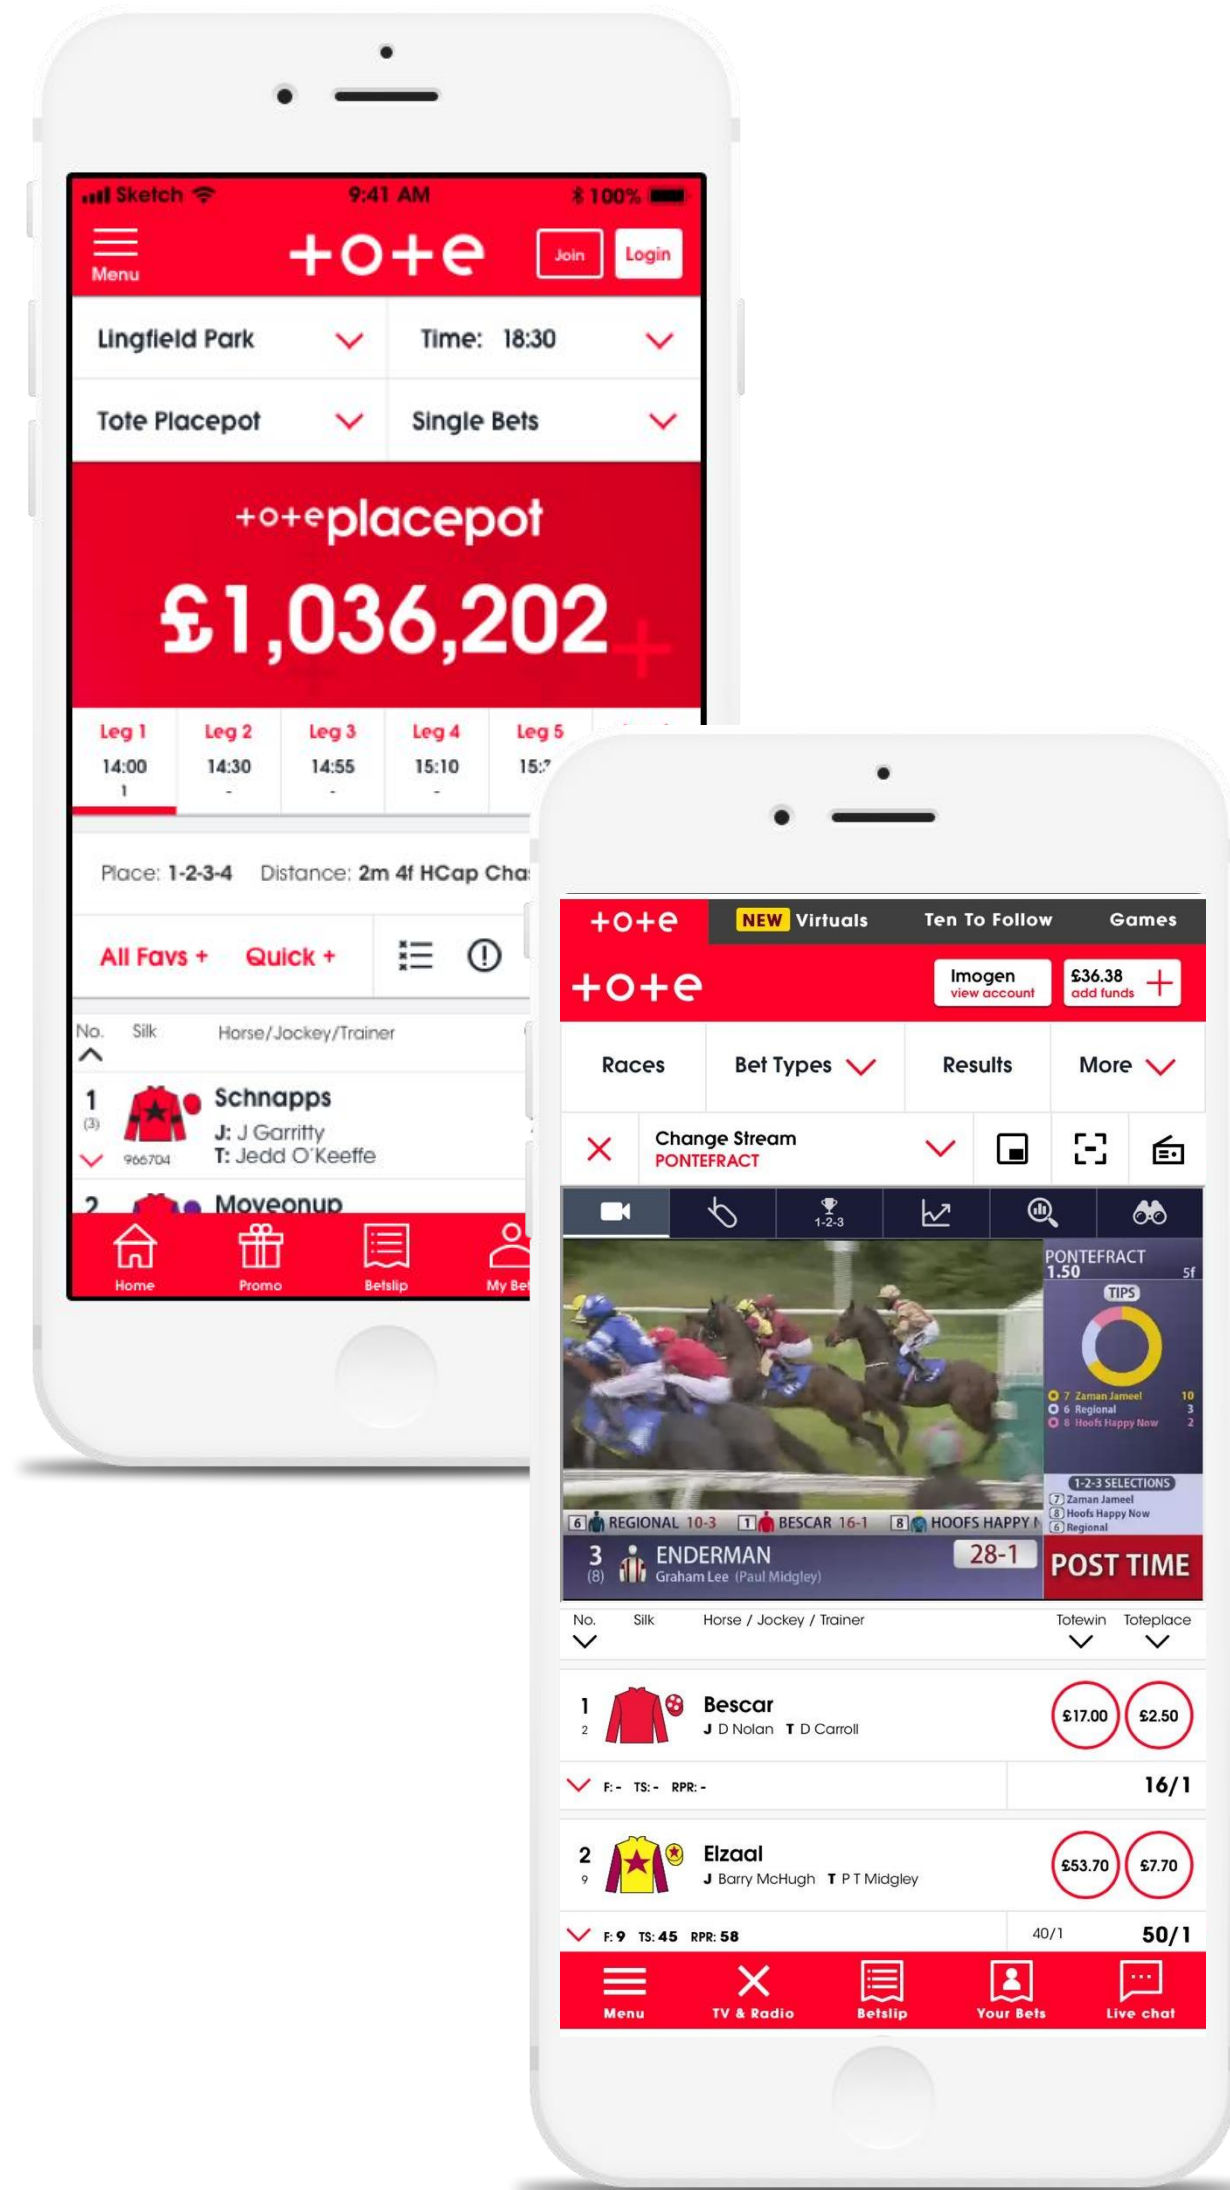 Sketch 9:41 AM 100%
Menu tote Join Login
Lingfield Park Time: 18:30
Tote Placepot Single Bets
toteplacepot
£1,036,202
Leg 1 Leg 2 Leg 3 Leg 4 Leg 5
14:00 14:30 14:55 15:10
1 - - -
Place: 1-2-3-4 Distance: 2m 4f HCap
All Favs + Quick +
No. Silk Horse/Jockey/Trainer
1 Schnapps
(3) J: J Garritty
966704 T: Jedd O'Keeffe
2 Moveonup
Home Promo Betslip My
tote NEW Virtuals Ten To Follow Games
tote Imogen £36.38
view account add funds
Races Bet Types Results More
Change Stream
PONTEFRACT
1-2-3
PONTEFRACT
1.50 5f
TIPS
7 Zaman Jameel 10
6 Regional 3
8 Hoofs Happy Now 2
1-2-3 SELECTIONS
7 Zaman Jameel
8 Hoofs Happy Now
6 Regional
6 REGIONAL 10-3 1 BESCAR 16-1 8 HOOFS HAPPY
3 ENDERMAN 28-1
(8) Graham Lee (Paul Midgley)
POST TIME
No. Silk Horse / Jockey / Trainer Totewin Toteplace
1 Bescar £17.00 £2.50
2 J D Nolan T D Carroll
F: - TS: - RPR: - 16/1
2 Elzaal £53.70 £7.70
9 J Barry McHugh T P T Midgley
F: 9 TS: 45 RPR: 58 40/1 50/1
Menu TV & Radio Betslip Your Bets Live chat